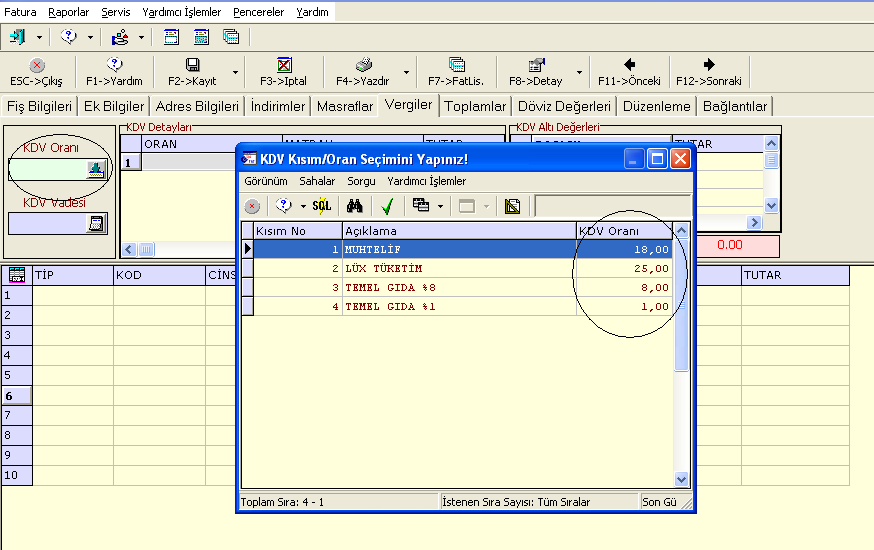 Fatura Raporlar Servis Yardımcı İşlemler Pencereler Yardım
ESC->Çıkış F1->Yardım F2->Kayıt F3->Iptal F4->Yazdır F7->FatLis. F8->Detay F11->Önceki F12->Sonraki
Fiş Bilgileri Ek Bilgiler Adres Bilgileri İndirimler Masraflar Vergiler Toplamlar Döviz Değerleri Düzenleme Bağlantılar
KDV Oranı
KDV Vadesi
KDV Detayları
ORAN TUTAR
1
KDV Altı Değerleri
TUTAR
0.00
KDV Kısım/Oran Seçimini Yapınız!
Görünüm Sahalar Sorgu Yardımcı İşlemler
SQL
Kısım No Açıklama KDV Oranı
1 MUHTELİF 18,00
2 LÜX TÜKETİM 25,00
3 TEMEL GIDA %8 8,00
4 TEMEL GIDA %1 1,00
Toplam Sıra: 4 - 1 İstenen Sıra Sayısı: Tüm Sıralar Son Gü
TİP KOD CİNS TUTAR
1
2
3
4
5
6
7
8
9
10